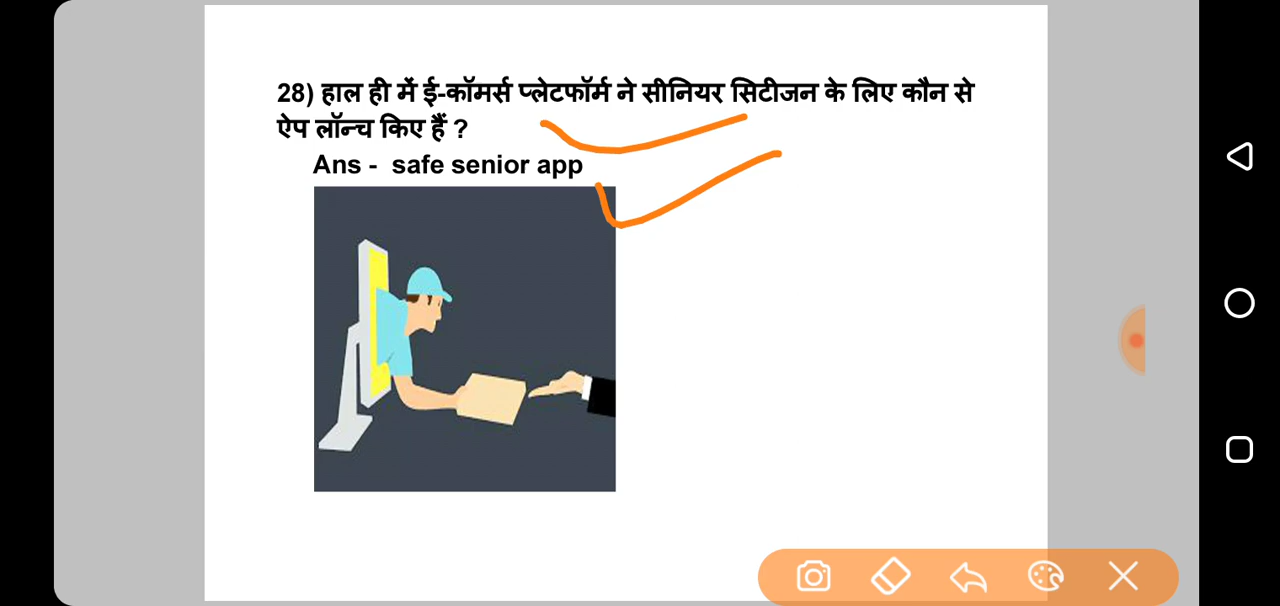 28) हाल ही में ई-कॉमर्स प्लेटफॉर्म ने सीनियर सिटीजन के लिए कौन से
ऐप लॉन्च किए हैं ?
Ans - safe senior app